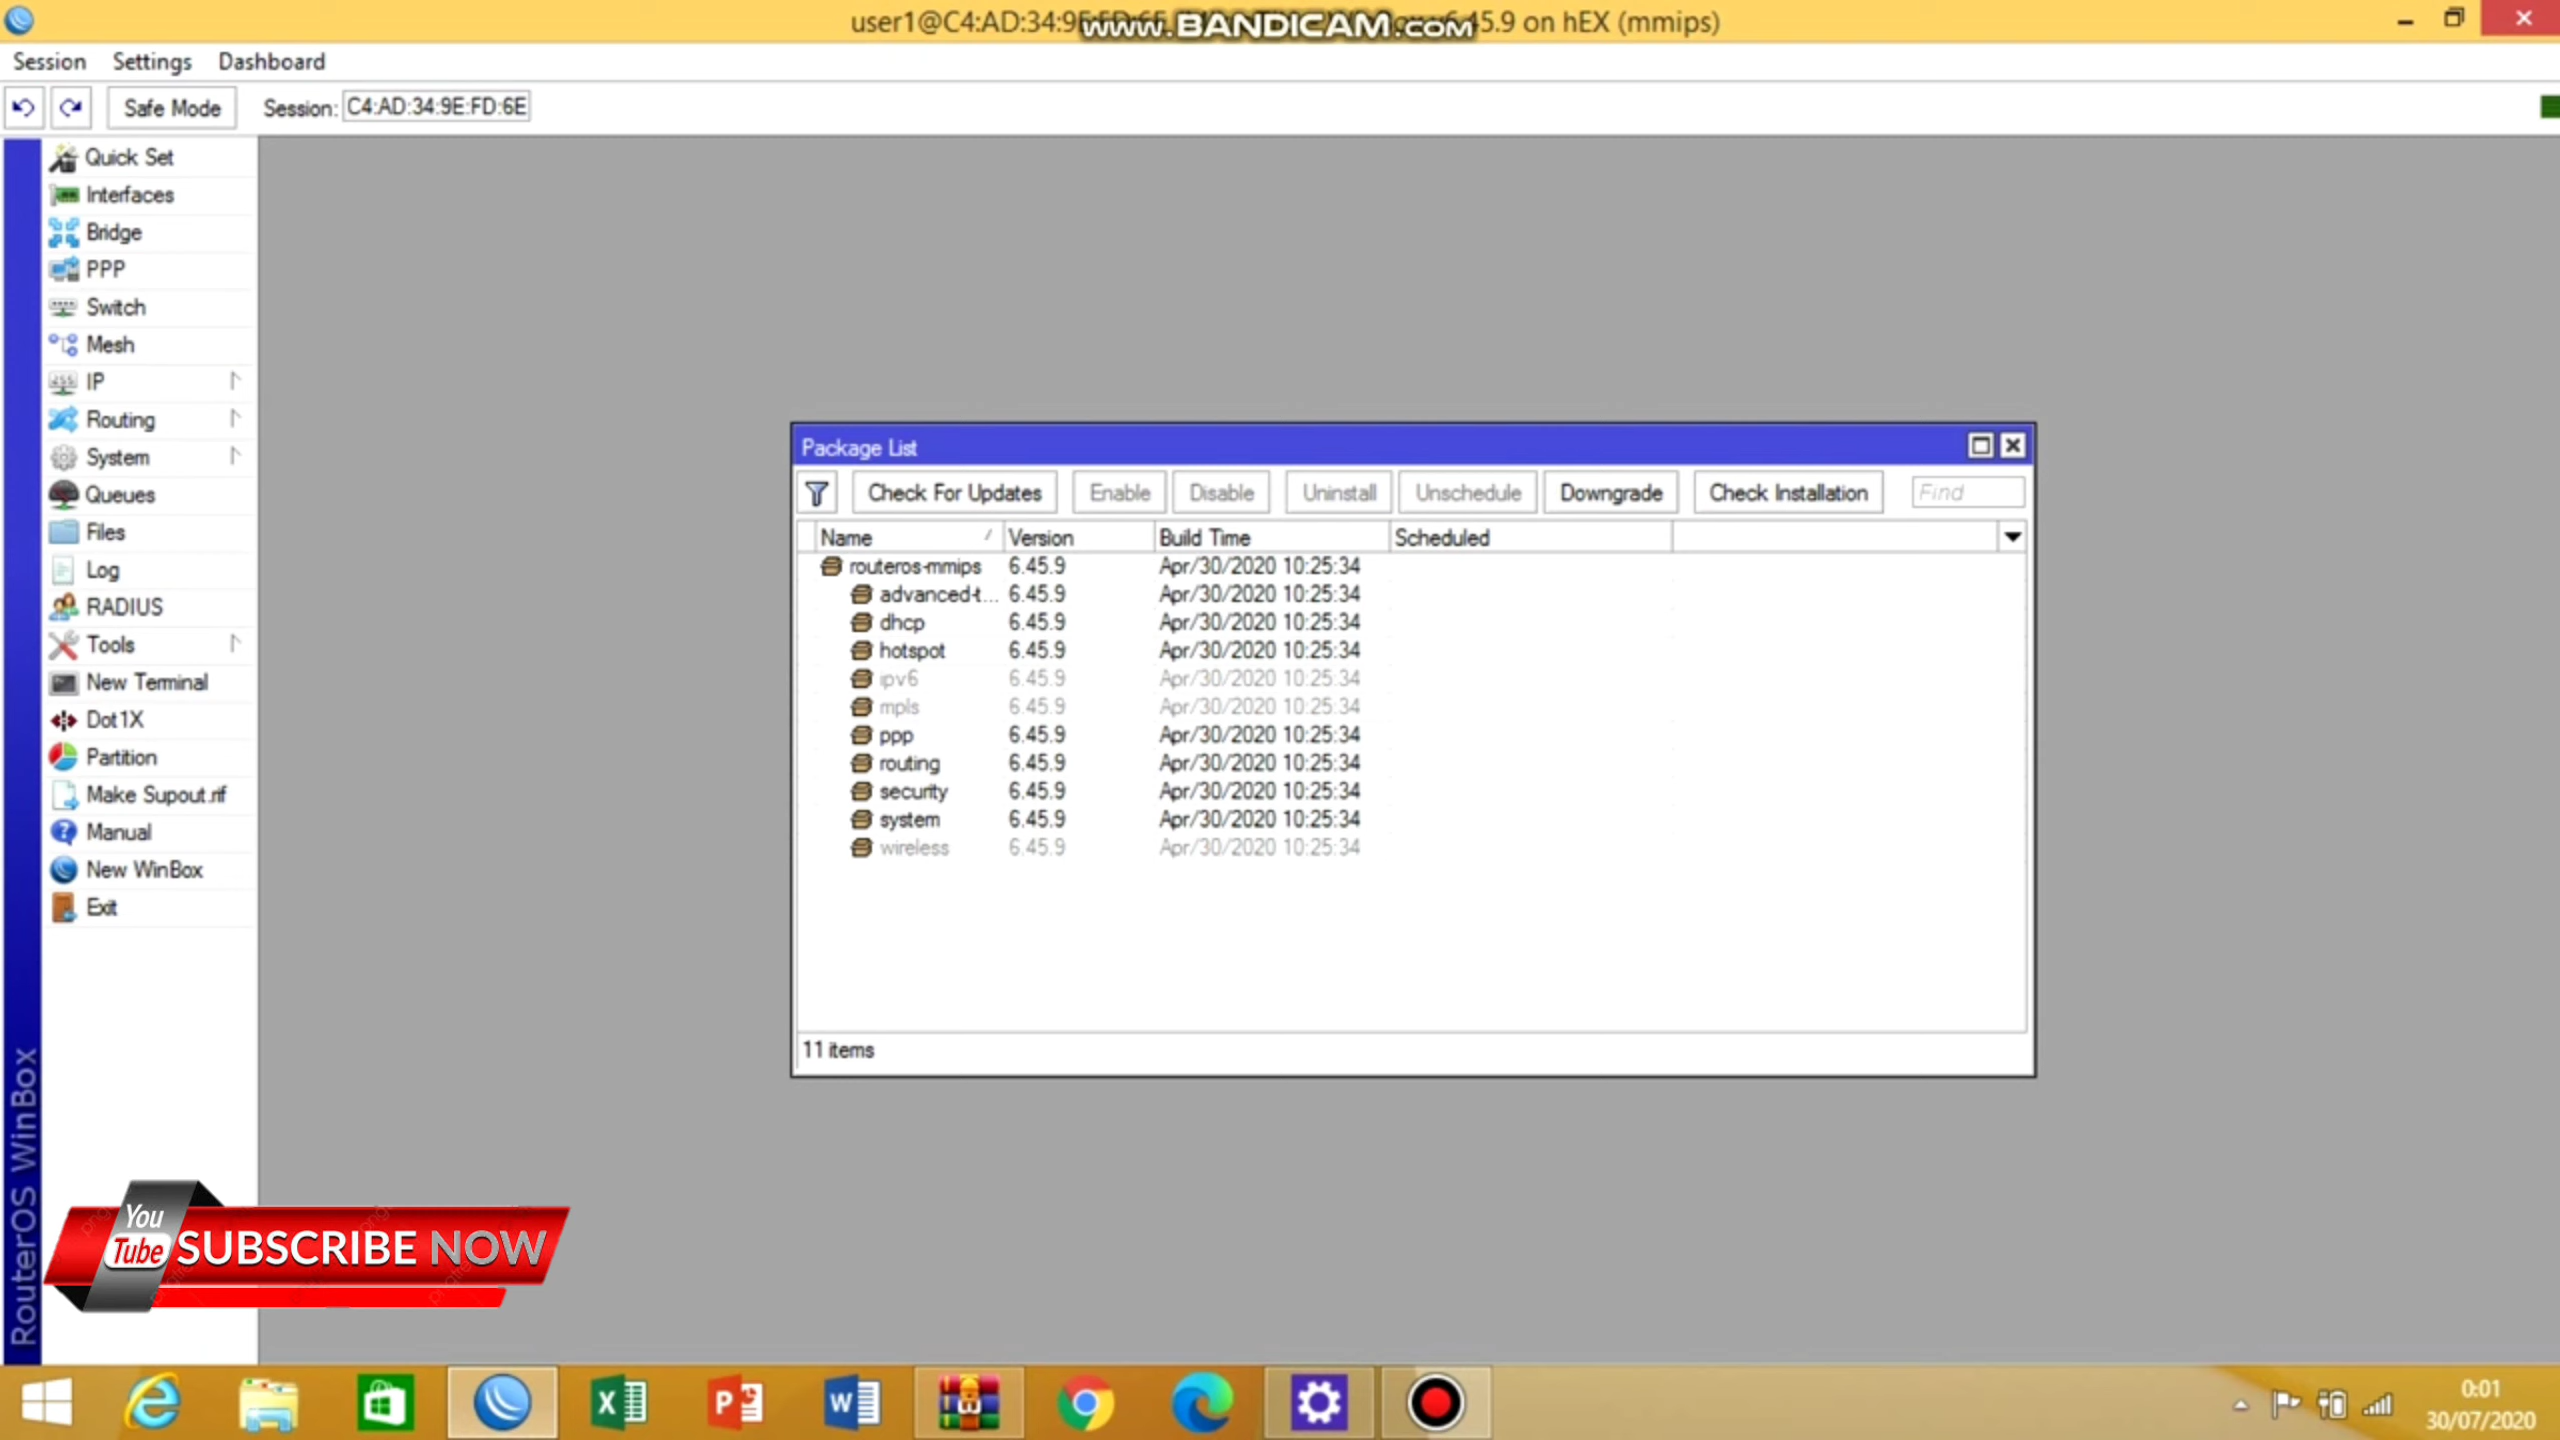 user1@C4:AD:34:9E
www.BANDICAM.com
45.9 on hEX (mmips)
Session Settings Dashboard
Safe Mode Session: C4:AD:34:9E:FD:6E
Quick Set
Interfaces
Bridge
PPP
Switch
Mesh
IP
Routing
System
Queues
Files
Log
RADIUS
Tools
New Terminal
Dot1X
Partition
Make Supout.rif
Manual
New WinBox
Exit
RouterOS WinBox
Package List
Check For Updates Enable Disable Uninstall Unschedule Downgrade Check Installation Find
Name Version Build Time Scheduled
routeros-mmips 6.45.9 Apr/30/2020 10:25:34
advanced-t... 6.45.9 Apr/30/2020 10:25:34
dhcp 6.45.9 Apr/30/2020 10:25:34
hotspot 6.45.9 Apr/30/2020 10:25:34
ipv6 6.45.9 Apr/30/2020 10:25:34
mpls 6.45.9 Apr/30/2020 10:25:34
ppp 6.45.9 Apr/30/2020 10:25:34
routing 6.45.9 Apr/30/2020 10:25:34
security 6.45.9 Apr/30/2020 10:25:34
system 6.45.9 Apr/30/2020 10:25:34
wireless 6.45.9 Apr/30/2020 10:25:34
11 items
You
Tube SUBSCRIBE NOW
0:01
30/07/2020